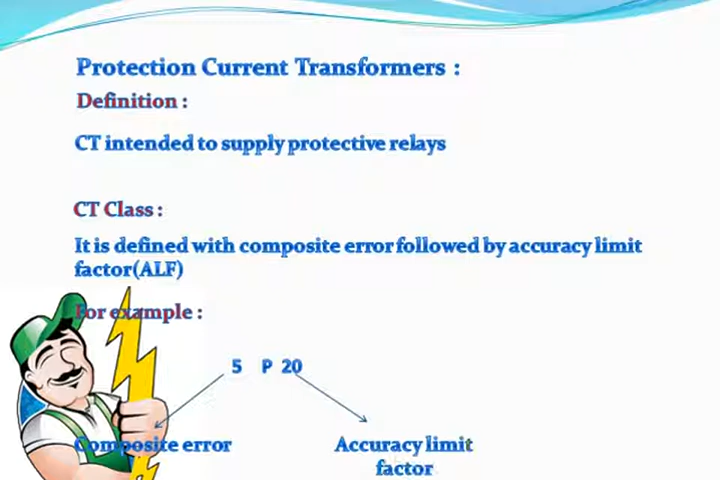 Protection Current Transformers :
Definition :
CT intended to supply protective relays
CT Class :
It is defined with composite error followed by accuracy limit
factor(ALF)
For example :
5 P 20
Composite error Accuracy limit
factor